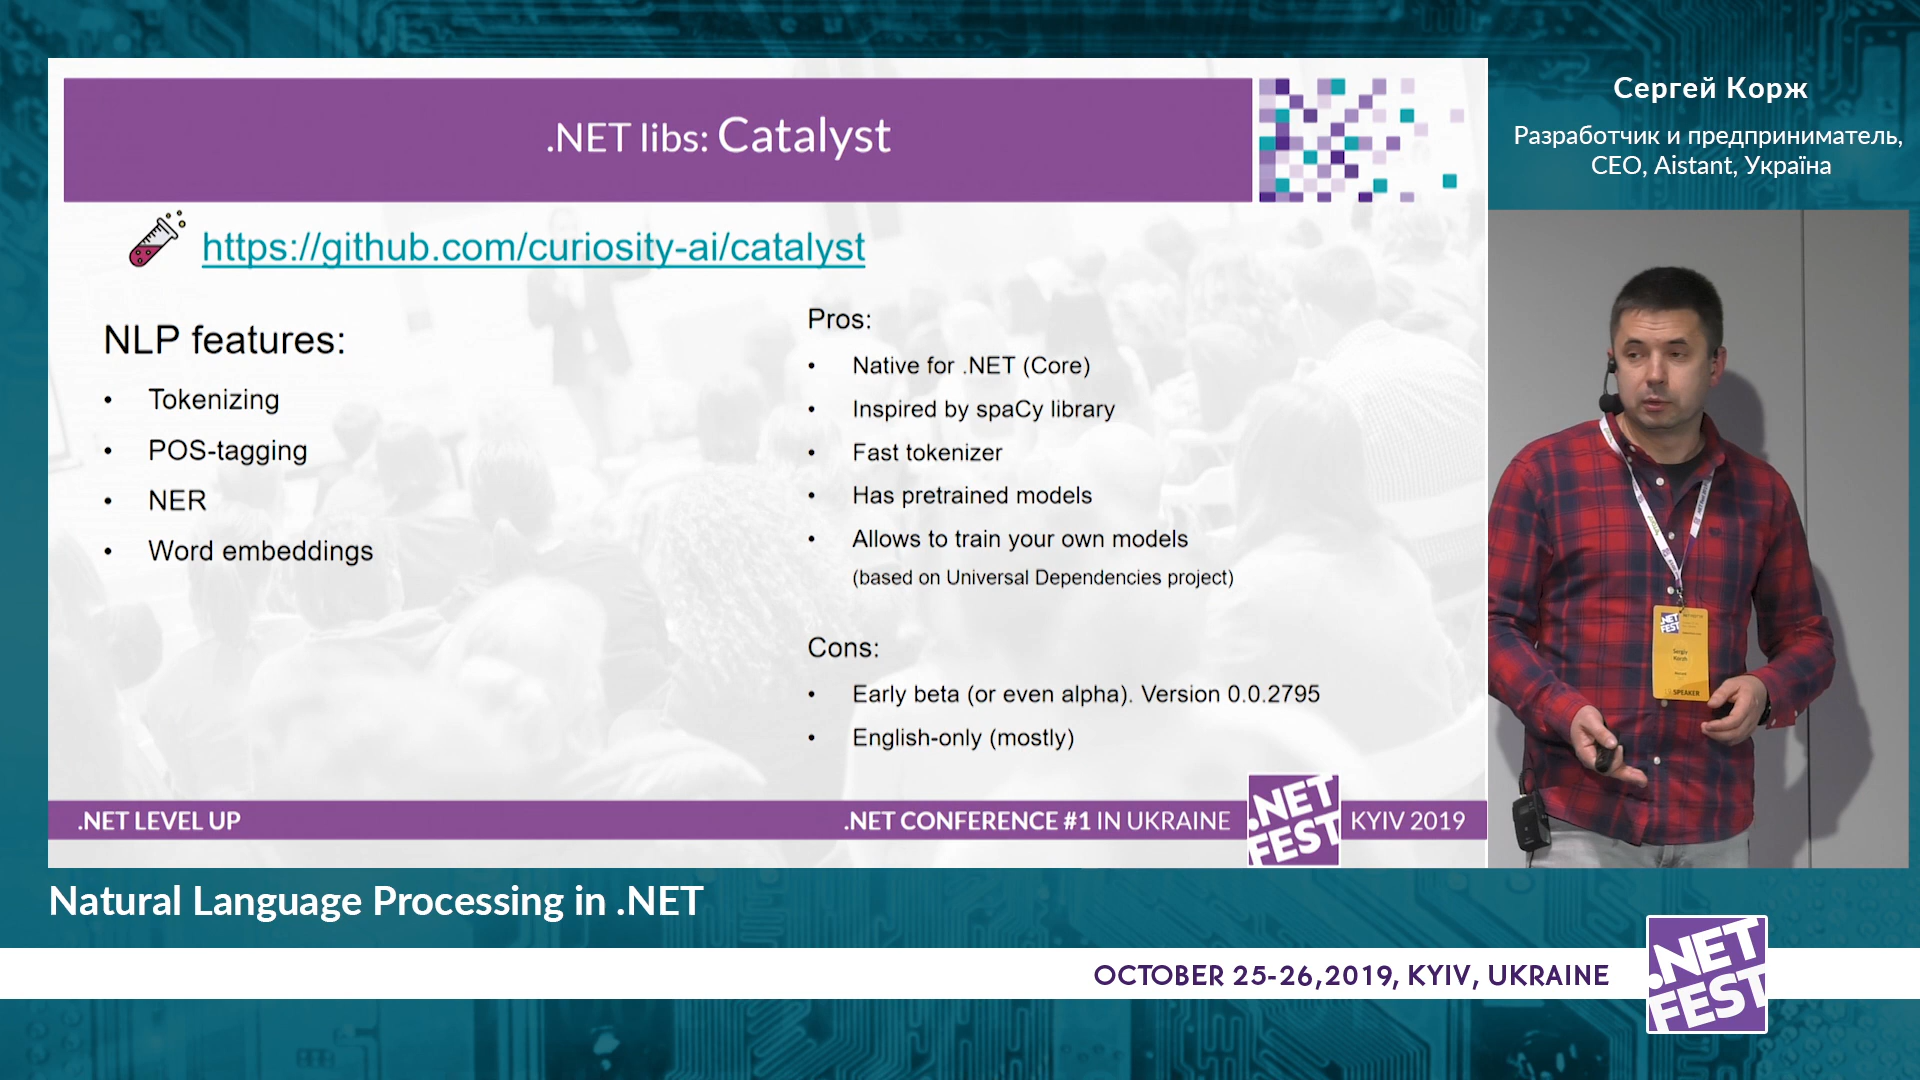 .NET libs: Catalyst
https://github.com/curiosity-ai/catalyst
NLP features:
• Tokenizing
• POS-tagging
• NER
• Word embeddings
Pros:
• Native for .NET (Core)
• Inspired by spaCy library
• Fast tokenizer
• Has pretrained models
• Allows to train your own models
(based on Universal Dependencies project)
Cons:
• Early beta (or even alpha). Version 0.0.2795
• English-only (mostly)
.NET LEVEL UP
.NET CONFERENCE #1 IN UKRAINE
.NET
FEST
KYIV 2019
Сергей Корж
Разработчик и предприниматель,
CEO, Aistant, Україна
.NET
FEST
Sergiy
Korzh
SPEAKER
Natural Language Processing in .NET
OCTOBER 25-26,2019, KYIV, UKRAINE
.NET
FEST